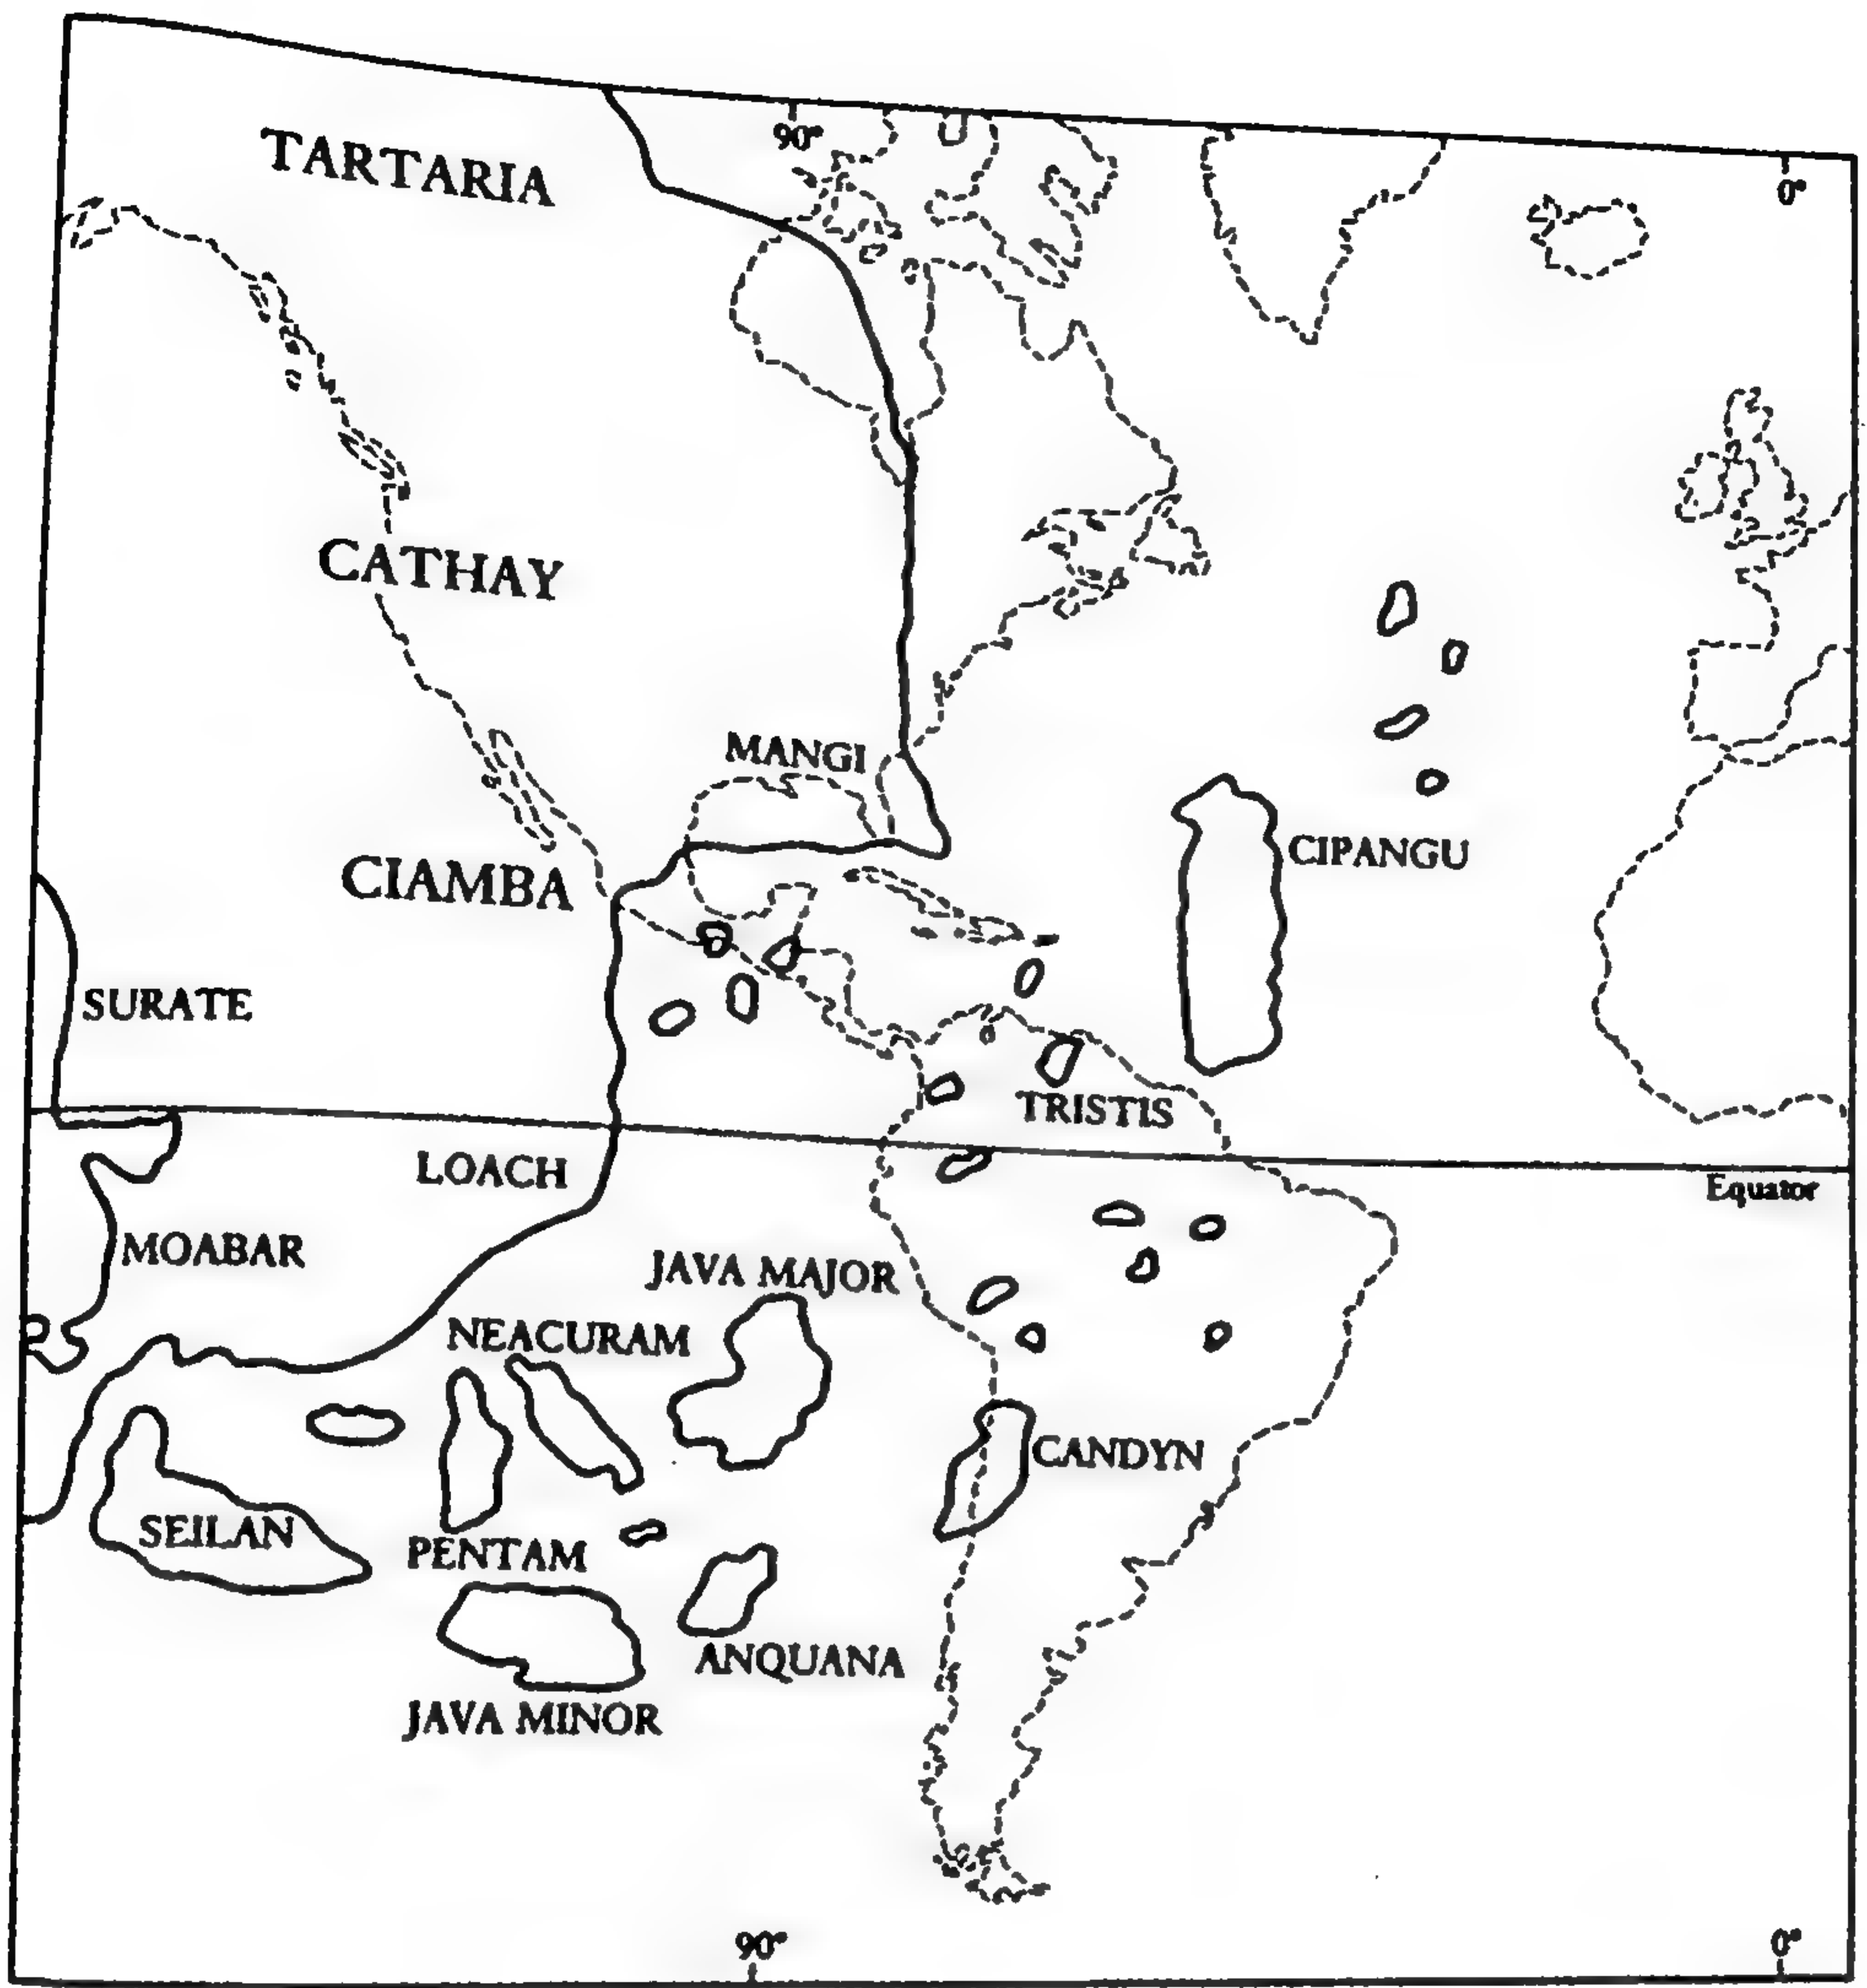 90°
TARTARIA
0°
CATHAY
MANGI
CIPANGU
CIAMBA
SURATE
TRISTIS
LOACH
Equator
MOABAR
JAVA MAJOR
NEACURAM
CANDYN
SEILAN
PENTAM
ANQUANA
JAVA MINOR
90°
0°